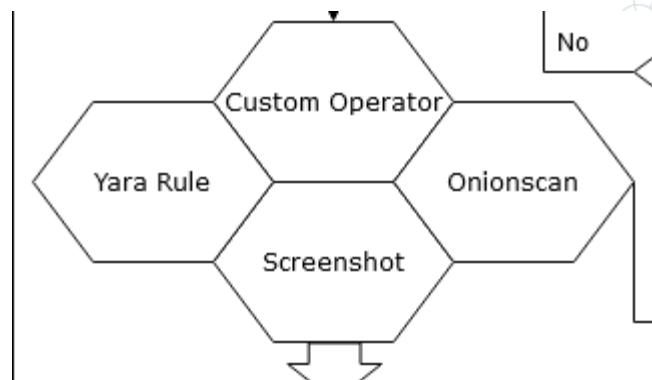 No
Custom Operator
Yara Rule
Onionscan
Screenshot